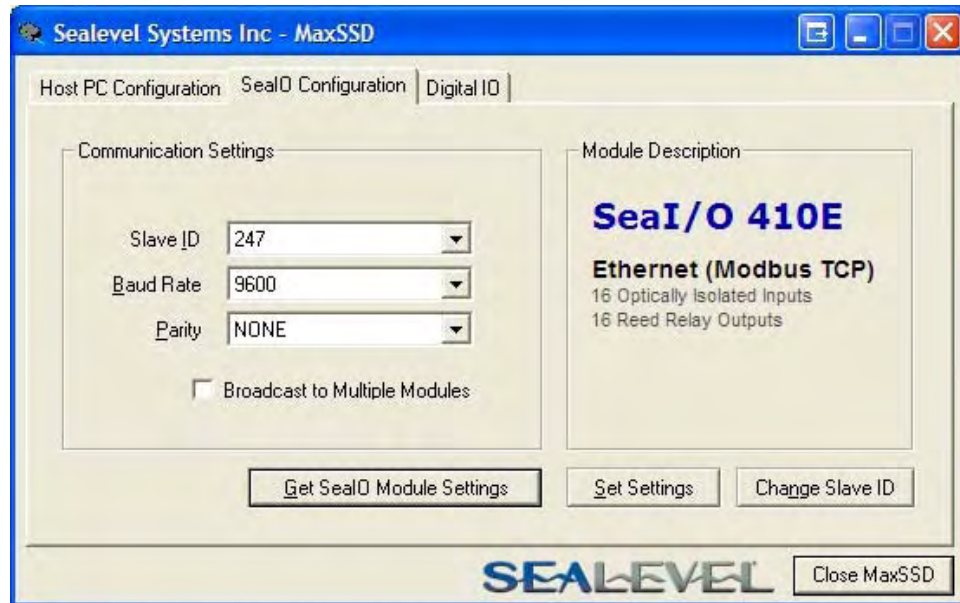 Sealevel Systems Inc - MaxSSD
Host PC Configuration
SeaIO Configuration
Digital IO
Communication Settings
Slave ID
247
Baud Rate
9600
Parity
NONE
Broadcast to Multiple Modules
Module Description
SeaI/O 410E
Ethernet (Modbus TCP)
16 Optically Isolated Inputs
16 Reed Relay Outputs
Get SeaIO Module Settings
Set Settings
Change Slave ID
SEALEVEL
Close MaxSSD